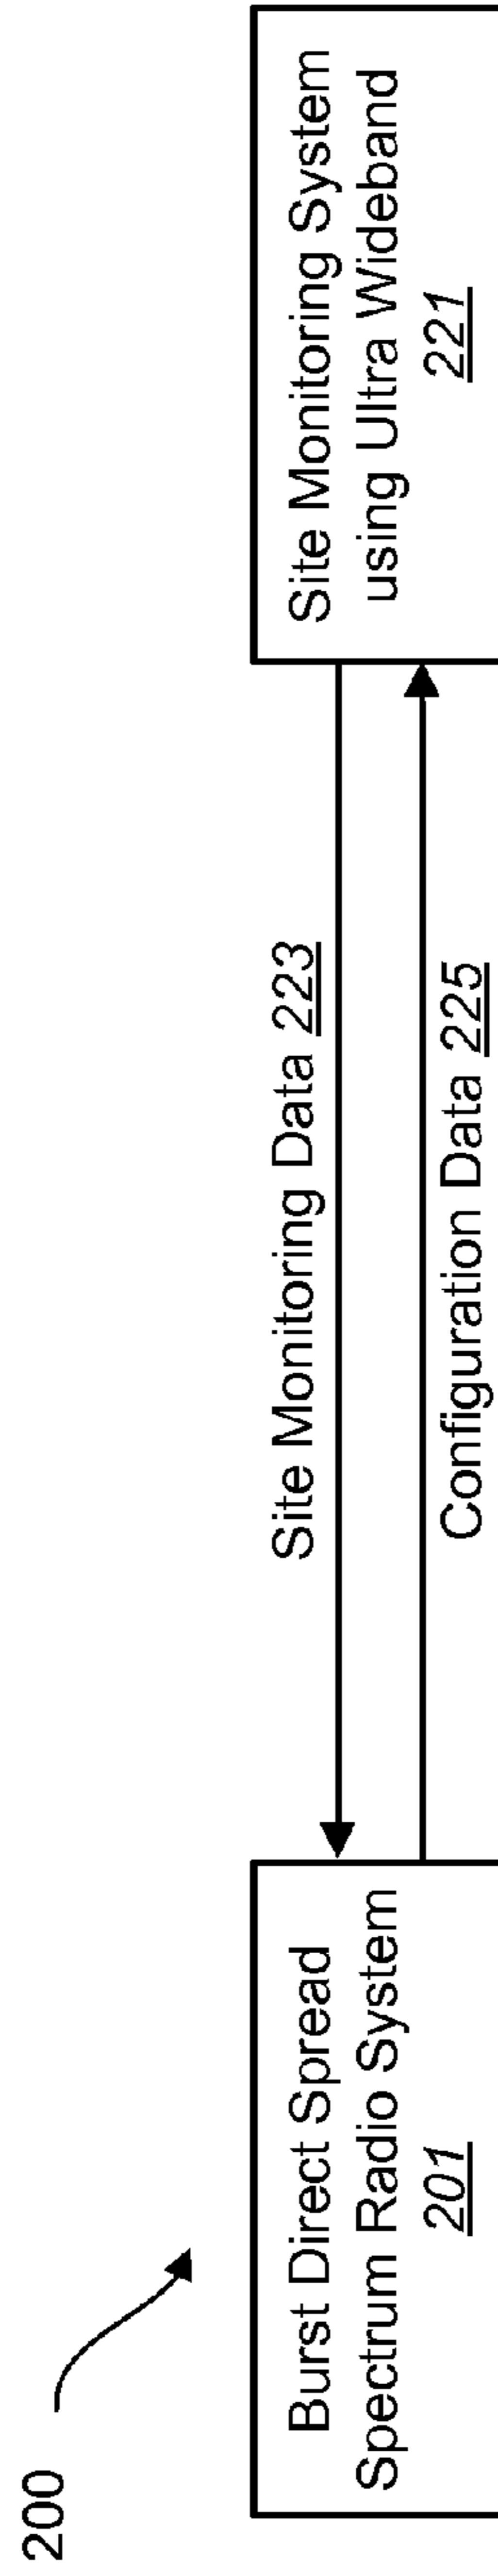 200
Burst Direct Spread
Spectrum Radio System
201
Site Monitoring Data 223
Configuration Data 225
Site Monitoring System
using Ultra Wideband
221